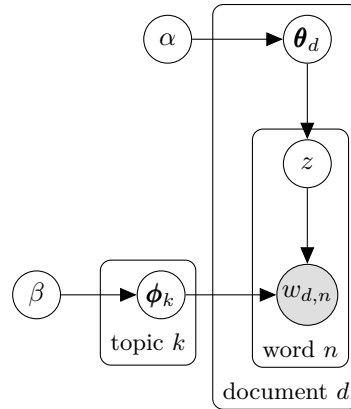 α
θ_d
z
β
ϕ_k
w_{d,n}
topic k
word n
document d